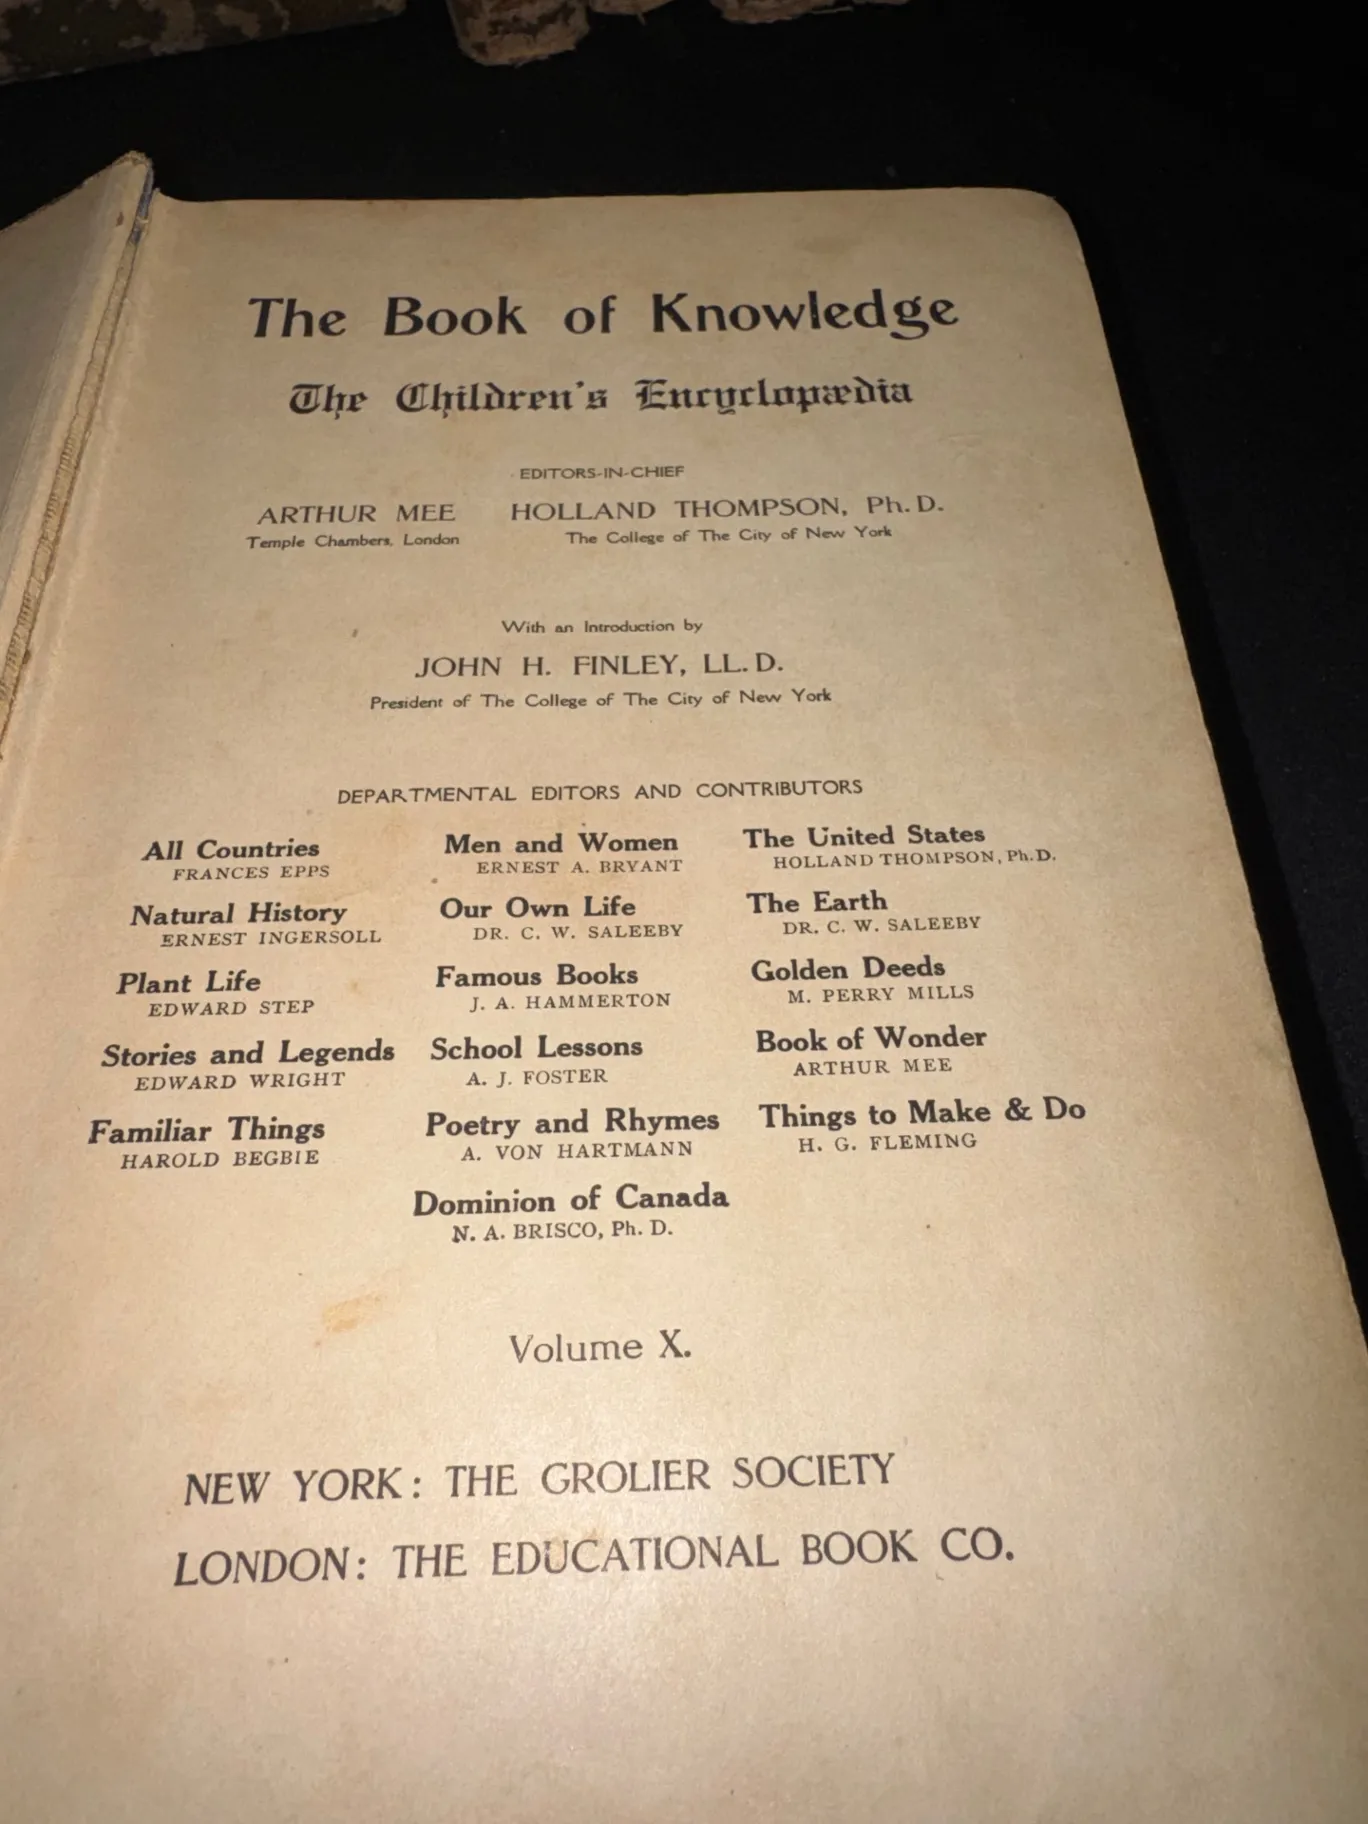 The Book of Knowledge
The Children's Encyclopædia
EDITORS-IN-CHIEF
ARTHUR MEE HOLLAND THOMPSON, Ph. D.
Temple Chambers, London The College of The City of New York
With an Introduction by
JOHN H. FINLEY, LL. D.
President of The College of The City of New York
DEPARTMENTAL EDITORS AND CONTRIBUTORS
All Countries Men and Women The United States
FRANCES EPPS ERNEST A. BRYANT HOLLAND THOMPSON, Ph. D.
Natural History Our Own Life The Earth
ERNEST INGERSOLL DR. C. W. SALEEBY DR. C. W. SALEEBY
Plant Life Famous Books Golden Deeds
EDWARD STEP J. A. HAMMERTON M. PERRY MILLS
Stories and Legends School Lessons Book of Wonder
EDWARD WRIGHT A. J. FOSTER ARTHUR MEE
Familiar Things Poetry and Rhymes Things to Make & Do
HAROLD BEGBIE A. VON HARTMANN H. G. FLEMING
Dominion of Canada
N. A. BRISCO, Ph. D.
Volume X.
NEW YORK: THE GROLIER SOCIETY
LONDON: THE EDUCATIONAL BOOK CO.